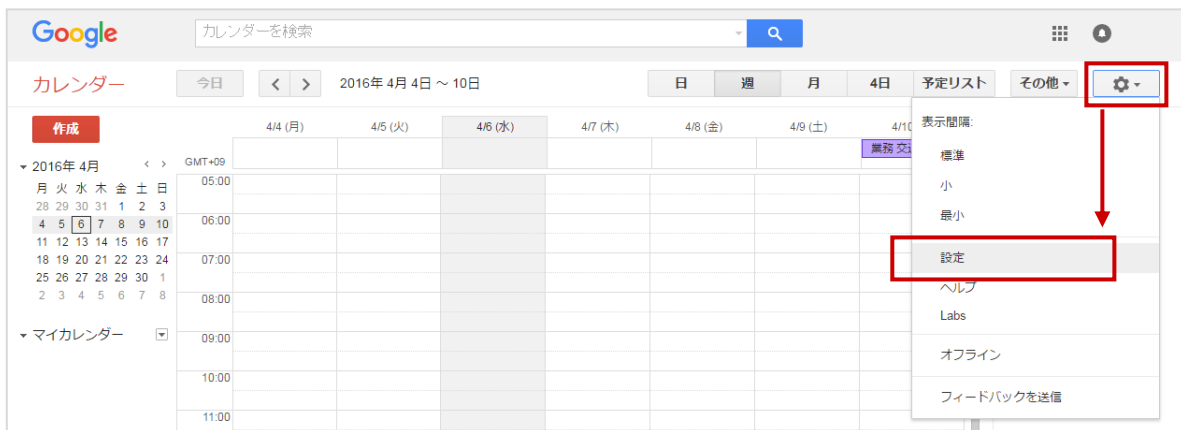 Google
カレンダーを検索
カレンダー
今日
2016年 4月 4日 ～ 10日
日 週 月 4日 予定リスト その他
作成
2016年 4月
月 火 水 木 金 土 日
28 29 30 31 1 2 3
4 5 6 7 8 9 10
11 12 13 14 15 16 17
18 19 20 21 22 23 24
25 26 27 28 29 30 1
2 3 4 5 6 7 8
マイカレンダー
4/4 (月) 4/5 (火) 4/6 (水) 4/7 (木) 4/8 (金) 4/9 (土) 4/10
GMT+09
業務
05:00
06:00
07:00
08:00
09:00
10:00
11:00
表示間隔:
標準
小
最小
設定
ヘルプ
Labs
オフライン
フィードバックを送信